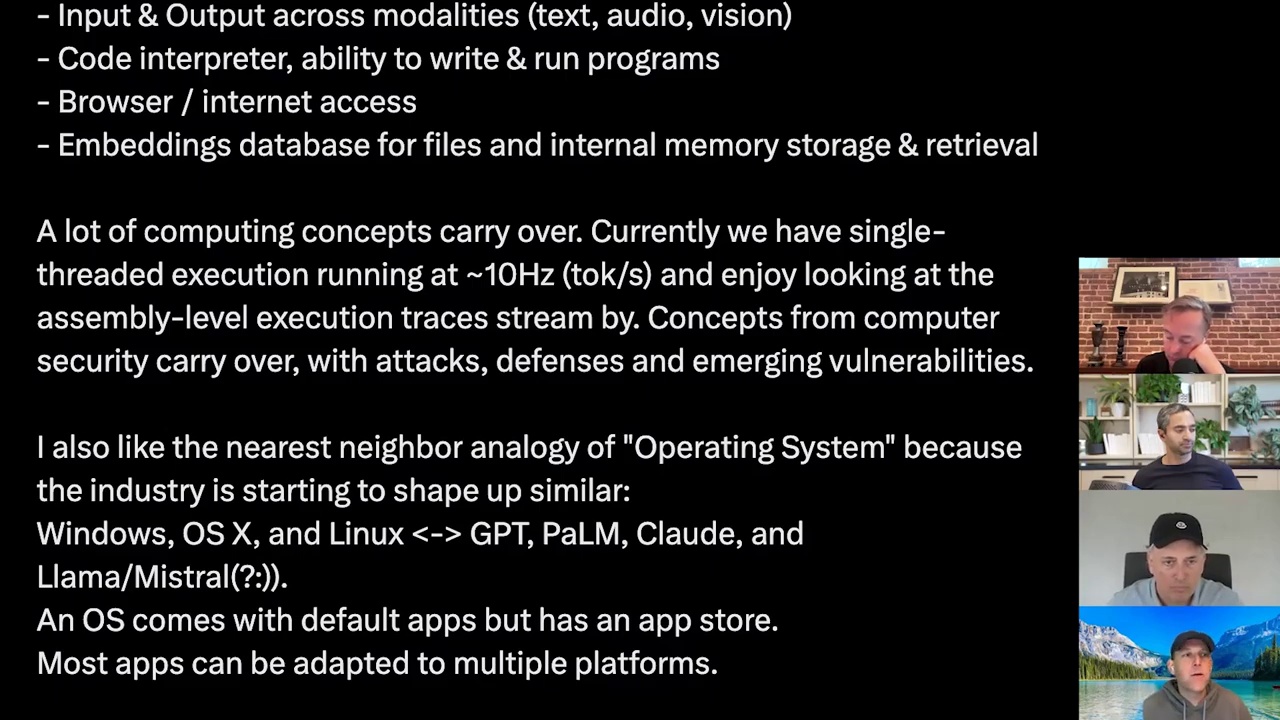 - Input & Output across modalities (text, audio, vision)
- Code interpreter, ability to write & run programs
- Browser / internet access
- Embeddings database for files and internal memory storage & retrieval
A lot of computing concepts carry over. Currently we have single-
threaded execution running at ~10Hz (tok/s) and enjoy looking at the
assembly-level execution traces stream by. Concepts from computer
security carry over, with attacks, defenses and emerging vulnerabilities.
I also like the nearest neighbor analogy of "Operating System" because
the industry is starting to shape up similar:
Windows, OS X, and Linux <-> GPT, PaLM, Claude, and
Llama/Mistral(?:)).
An OS comes with default apps but has an app store.
Most apps can be adapted to multiple platforms.